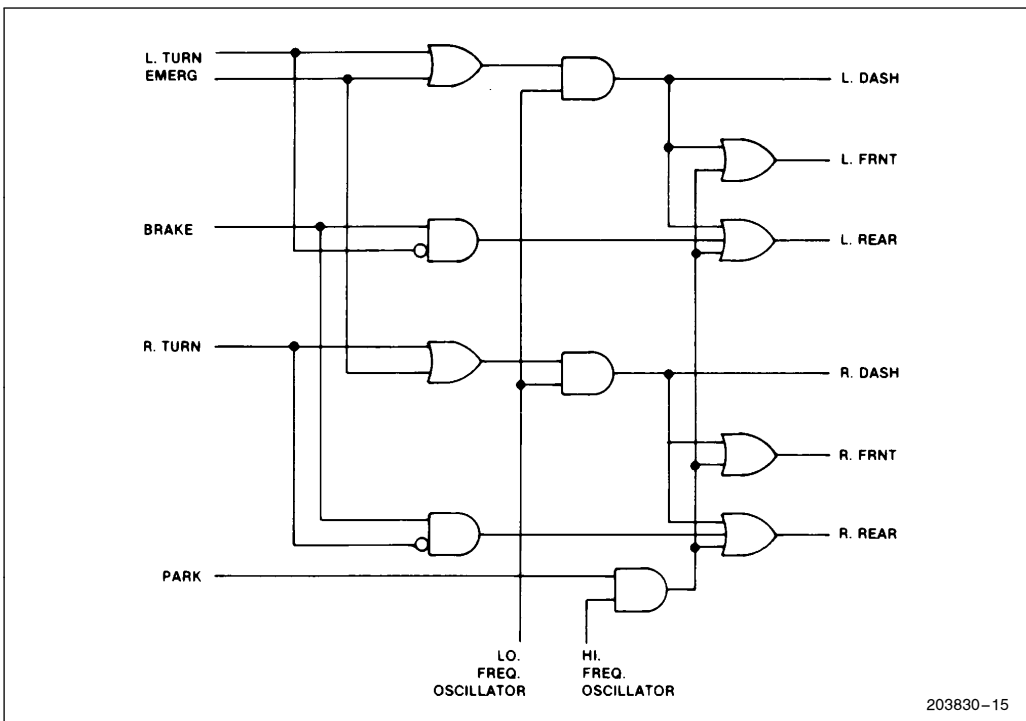 L. TURN
EMERG
L. DASH
L. FRNT
BRAKE
L. REAR
R. TURN
R. DASH
R. FRNT
R. REAR
PARK
LO.
FREQ.
OSCILLATOR
HI.
FREQ.
OSCILLATOR
203830–15